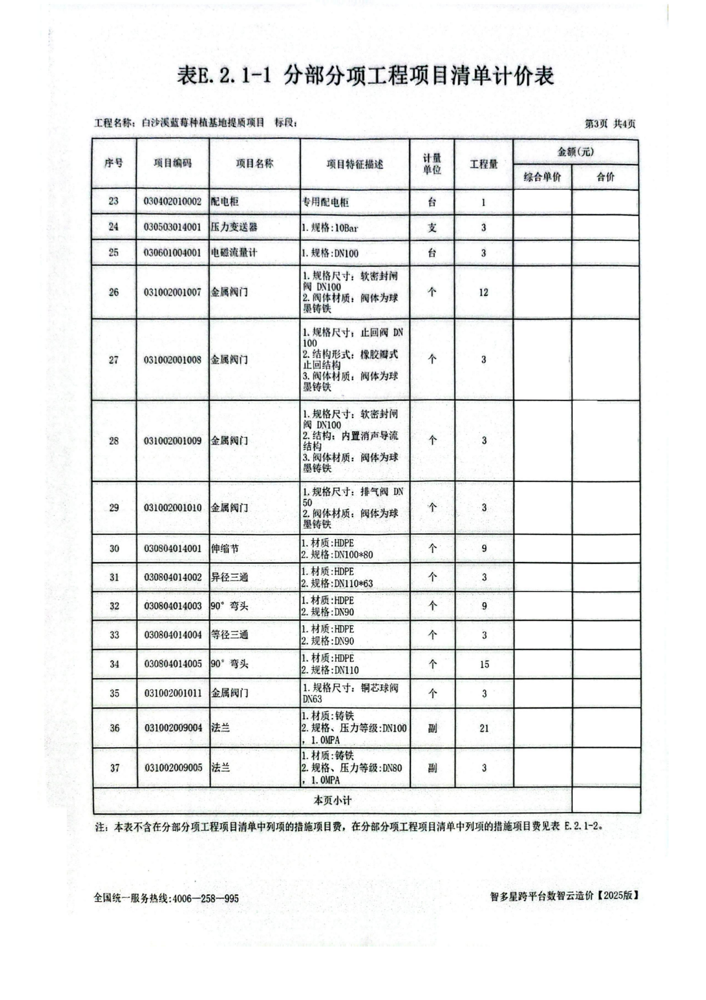 表E.2.1-1 分部分项工程项目清单计价表
工程名称：白沙溪蓝莓种植基地提质项目 标段：
第3页 共4页
序号 项目编码 项目名称 项目特征描述 计量单位 工程量 金额(元)
综合单价 合价
23 030402010002 配电柜 专用配电柜 台 1
24 030503014001 压力变送器 1.规格:10Bar 支 3
25 030601004001 电磁流量计 1.规格:DN100 台 3
26 031002001007 金属阀门 1.规格尺寸：软密封闸
阀 DN100
2.阀体材质：阀体为球
墨铸铁
个 12
27 031002001008 金属阀门 1.规格尺寸：止回阀 DN
100
2.结构形式：橡胶瓣式
止回结构
3.阀体材质：阀体为球
墨铸铁
个 3
28 031002001009 金属阀门 1.规格尺寸：软密封闸
阀 DN100
2.结构：内置消声导流
结构
3.阀体材质：阀体为球
墨铸铁
个 3
29 031002001010 金属阀门 1.规格尺寸：排气阀 DN
50
2.阀体材质：阀体为球
墨铸铁
个 3
30 030804014001 伸缩节 1.材质:HDPE
2.规格:DN100*80
个 9
31 030804014002 异径三通 1.材质:HDPE
2.规格:DN110*63
个 3
32 030804014003 90°弯头 1.材质:HDPE
2.规格:DN90
个 9
33 030804014004 等径三通 1.材质:HDPE
2.规格:DN90
个 3
34 030804014005 90°弯头 1.材质:HDPE
2.规格:DN110
个 15
35 031002001011 金属阀门 1.规格尺寸：铜芯球阀
DN63
个 3
36 031002009004 法兰 1.材质:铸铁
2.规格、压力等级:DN100
，1.0MPA
副 21
37 031002009005 法兰 1.材质:铸铁
2.规格、压力等级:DN80
，1.0MPA
副 3
本页小计
注：本表不含在分部分项工程项目清单中列项的措施项目费，在分部分项工程项目清单中列项的措施项目费见表 E.2.1-2。
全国统一服务热线:4006—258—995
智多星跨平台数智云造价【2025版】